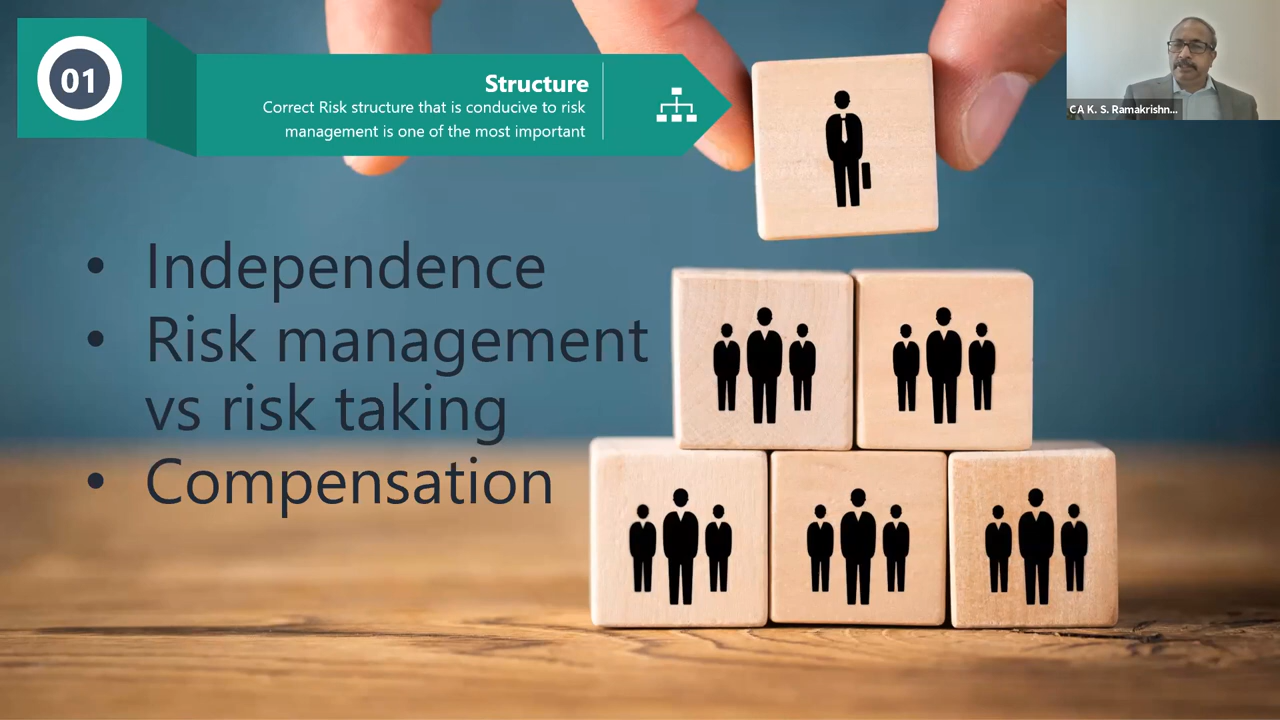 01
Structure
Correct Risk structure that is conducive to risk
management is one of the most important
CA K. S. Ramakrishn...
• Independence
• Risk management
vs risk taking
• Compensation